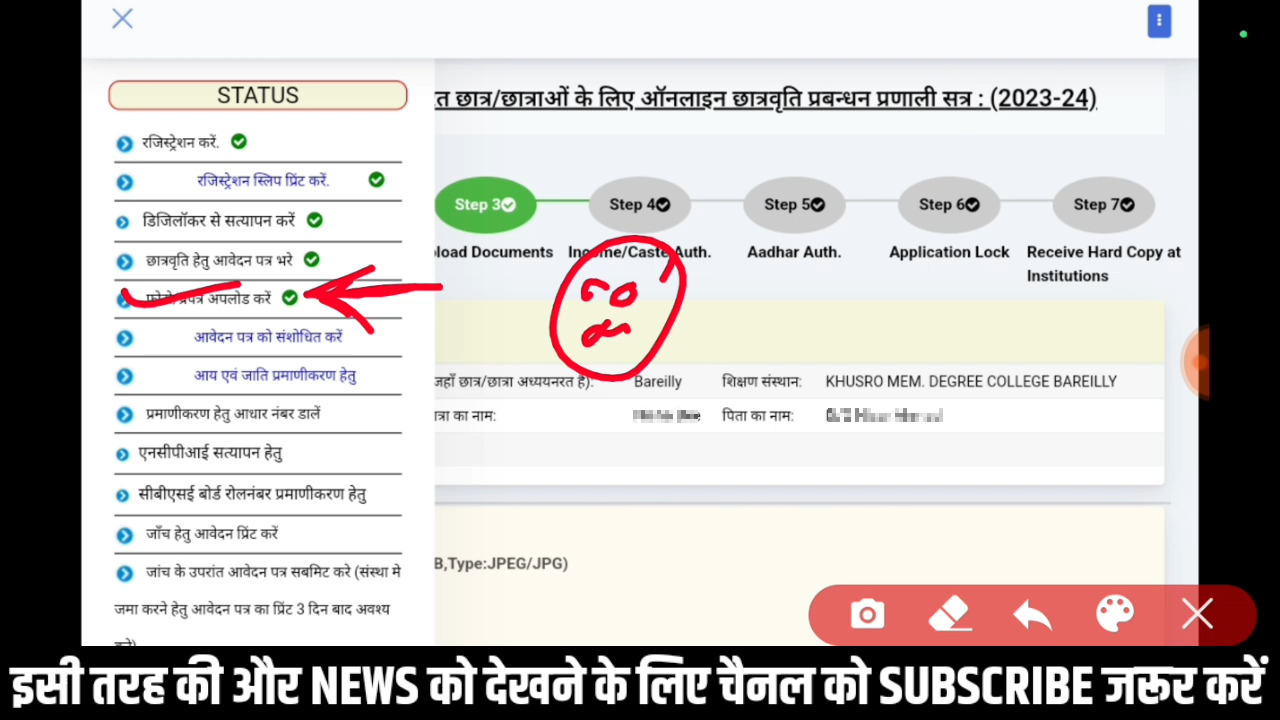 STATUS
रजिस्ट्रेशन करें.
रजिस्ट्रेशन स्लिप प्रिंट करें.
डिजिलॉकर से सत्यापन करें
छात्रवृति हेतु आवेदन पत्र भरे
फोटो/प्रपत्र अपलोड करें
आवेदन पत्र को संशोधित करें
आय एवं जाति प्रमाणीकरण हेतु
प्रमाणीकरण हेतु आधार नंबर डालें
एनसीपीआई सत्यापन हेतु
सीबीएसई बोर्ड रोलनंबर प्रमाणीकरण हेतु
जाँच हेतु आवेदन प्रिंट करें
जांच के उपरांत आवेदन पत्र सबमिट करे (संस्था मे
जमा करने हेतु आवेदन पत्र का प्रिंट 3 दिन बाद अवश्य
त छात्र/छात्राओं के लिए ऑनलाइन छात्रवृति प्रबन्धन प्रणाली सत्र : (2023-24)
Step 3 Step 4 Step 5 Step 6 Step 7
load Documents Income/Caste Auth. Aadhar Auth. Application Lock Receive Hard Copy at
Institutions
जहाँ छात्र/छात्रा अध्ययनरत है): Bareilly शिक्षण संस्थान: KHUSRO MEM. DEGREE COLLEGE BAREILLY
त्रा का नाम: पिता का नाम:
B,Type:JPEG/JPG)
इसी तरह की और NEWS को देखने के लिए चैनल को SUBSCRIBE जरूर करें